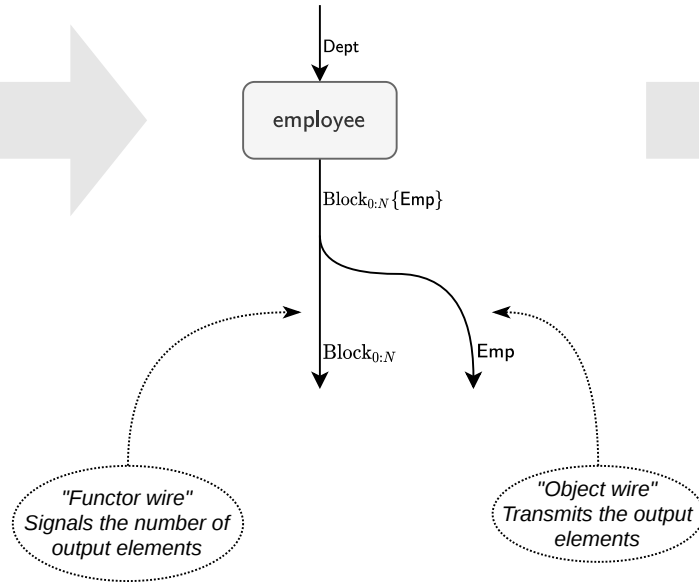 Dept
employee
Block0:N{Emp}
Block0:N
Emp
"Functor wire"
Signals the number of
output elements
"Object wire"
Transmits the output
elements